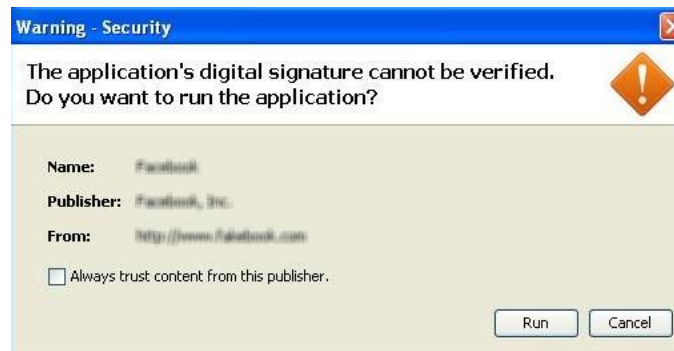 Warning - Security
The application's digital signature cannot be verified.
Do you want to run the application?
Name:
Publisher:
From:
Always trust content from this publisher.
Run Cancel